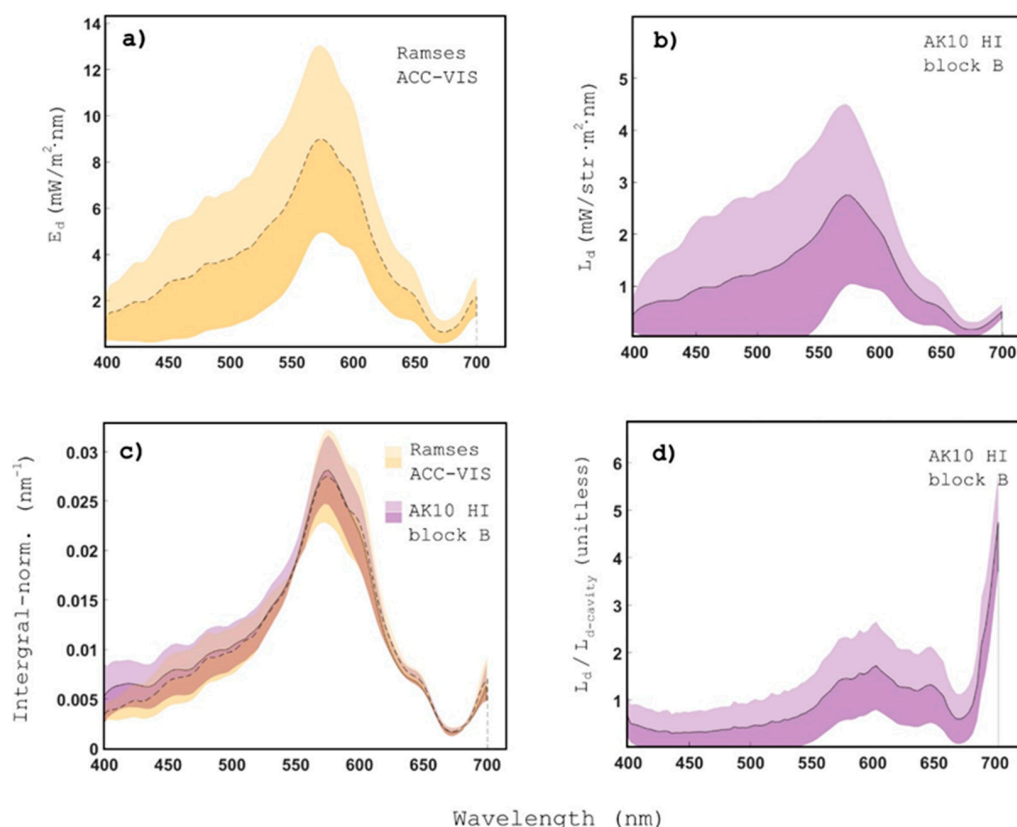 a)
Ramses
ACC-VIS
E_d (mW/m²·nm)
14
12
10
8
6
4
2
400 450 500 550 600 650 700
b)
AK10 HI
block B
L_d (mW/str·m²·nm)
5
4
3
2
1
400 450 500 550 600 650 700
c)
Ramses
ACC-VIS
AK10 HI
block B
Intergral-norm. (nm⁻¹)
0.03
0.025
0.02
0.015
0.01
0.005
0
400 450 500 550 600 650 700
d)
AK10 HI
block B
L_d/L_d-cavity (unitless)
6
5
4
3
2
1
400 450 500 550 600 650 700
Wavelength (nm)